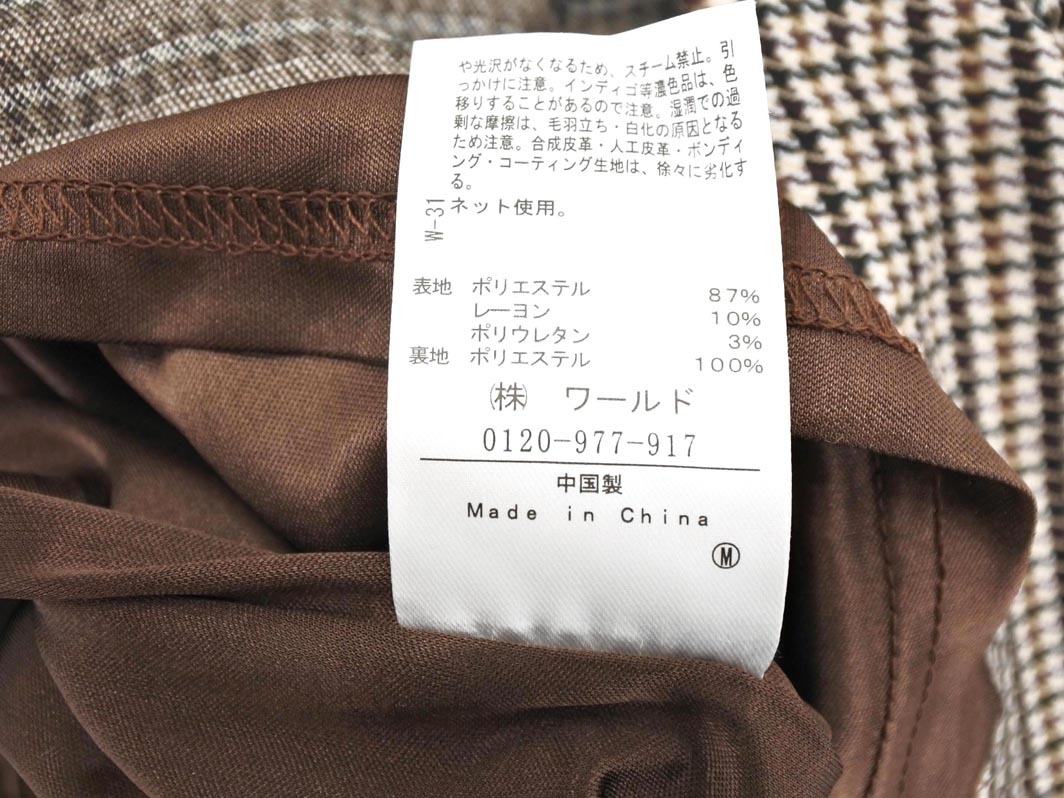 や光沢がなくなるため、スチーム禁止。引
っかけに注意。インディゴ等濃色品は、色
移りすることがあるので注意。湿潤での過
剰な摩擦は、毛羽立ち・白化の原因となる
ため注意。合成皮革・人工皮革・ボンディ
ング・コーティング生地は、徐々に劣化す
る。
ネット使用。
W-31
表地 ポリエステル 87%
レーヨン 10%
ポリウレタン 3%
裏地 ポリエステル 100%
㈱ ワールド
0120-977-917
中国製
Made in China
Ⓜ